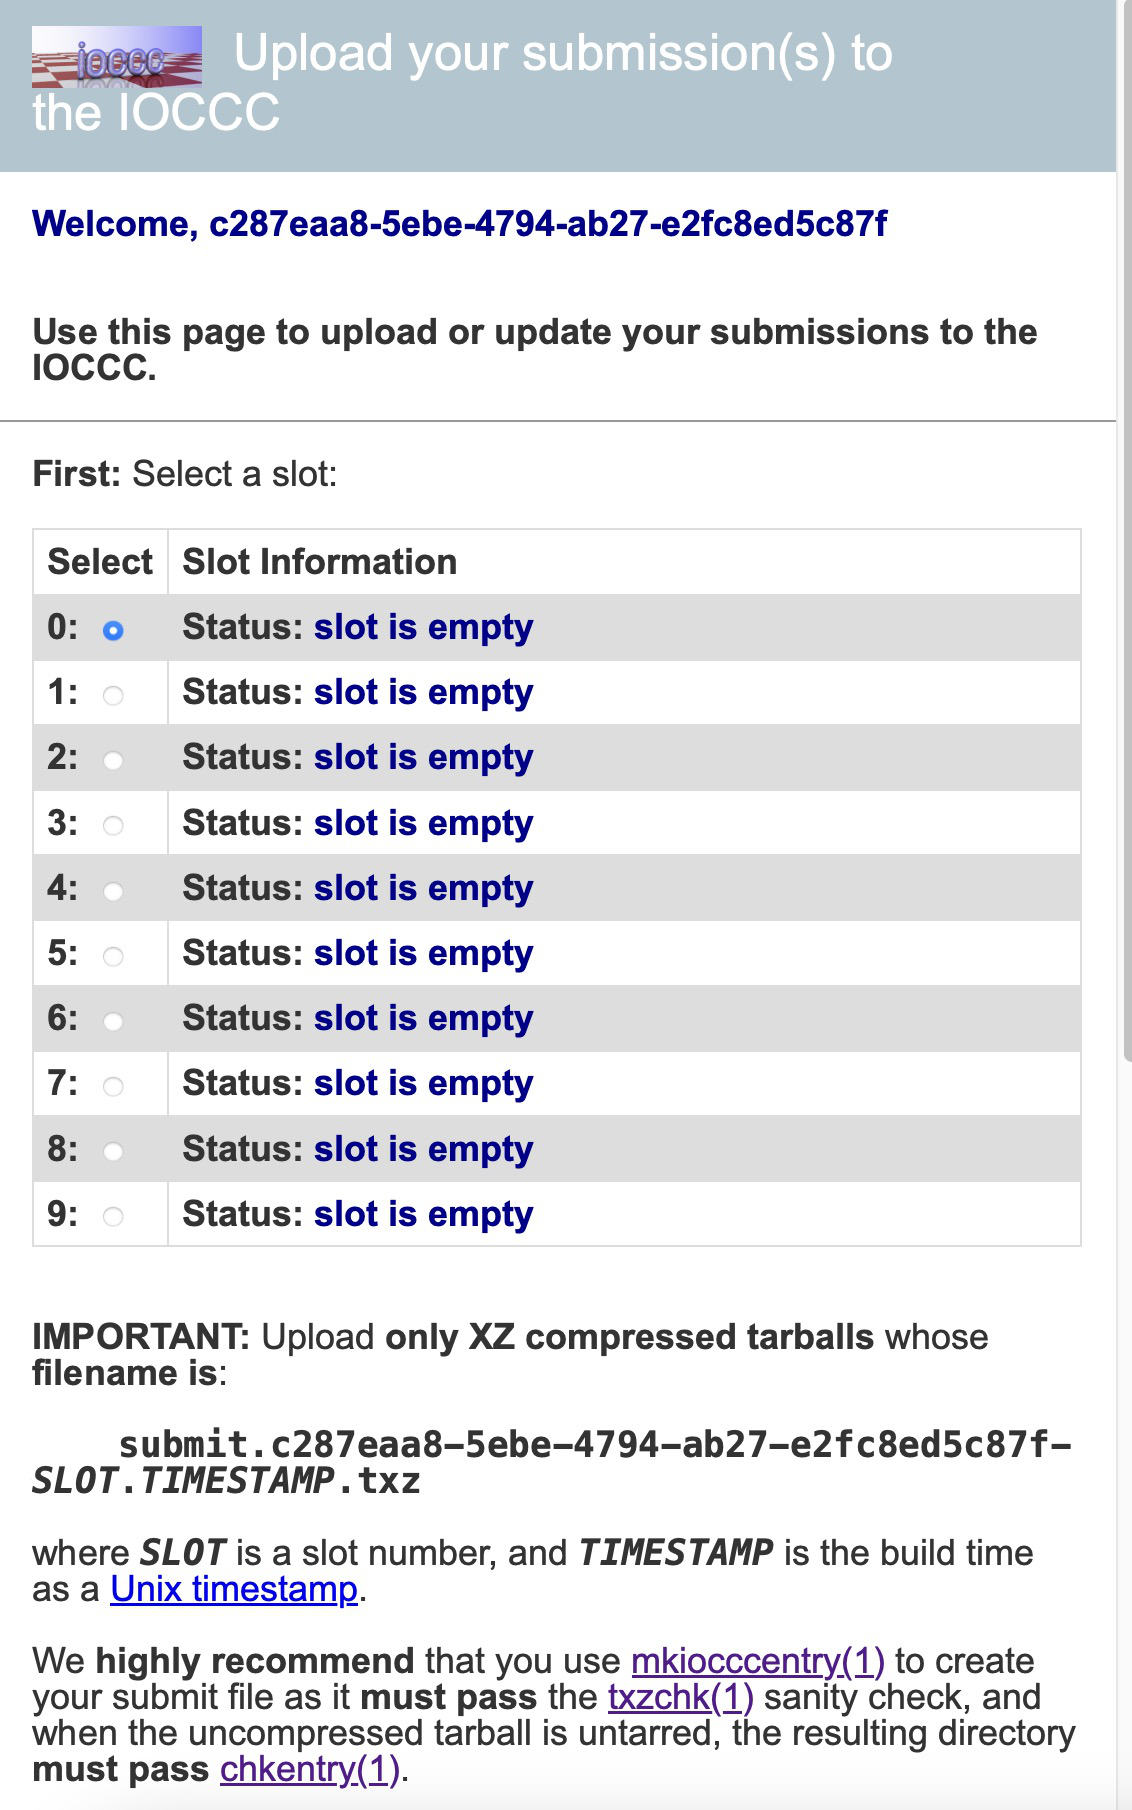 ioccc Upload your submission(s) to
the IOCCC
Welcome, c287eaa8-5ebe-4794-ab27-e2fc8ed5c87f
Use this page to upload or update your submissions to the
IOCCC.
First: Select a slot:
Select Slot Information
0: Status: slot is empty
1: Status: slot is empty
2: Status: slot is empty
3: Status: slot is empty
4: Status: slot is empty
5: Status: slot is empty
6: Status: slot is empty
7: Status: slot is empty
8: Status: slot is empty
9: Status: slot is empty
IMPORTANT: Upload only XZ compressed tarballs whose
filename is:
submit.c287eaa8-5ebe-4794-ab27-e2fc8ed5c87f-
SLOT.TIMESTAMP.txz
where SLOT is a slot number, and TIMESTAMP is the build time
as a Unix timestamp.
We highly recommend that you use mkiocccentry(1) to create
your submit file as it must pass the txzchk(1) sanity check, and
when the uncompressed tarball is untarred, the resulting directory
must pass chkentry(1).